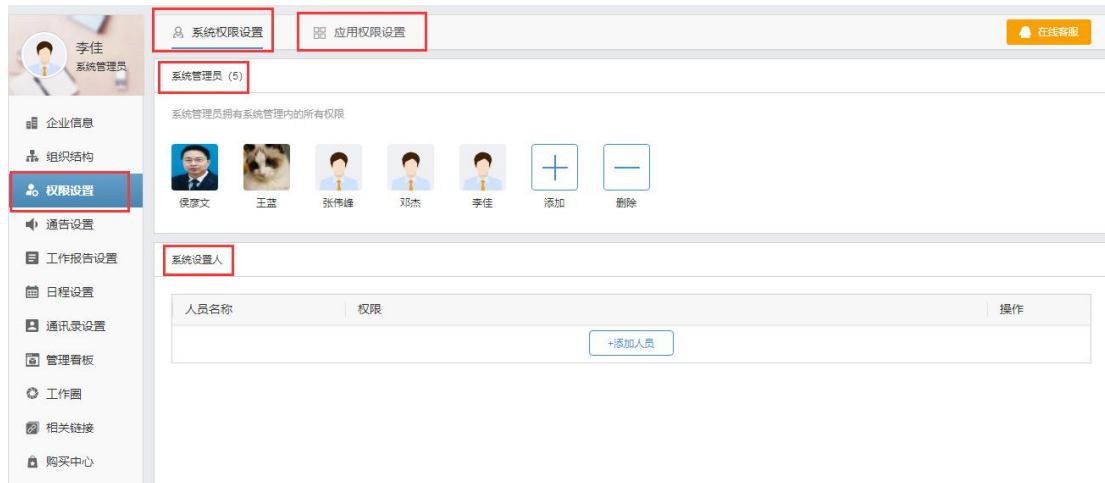 李佳
系统管理员
企业信息
组织结构
权限设置
通告设置
工作报告设置
日程设置
通讯录设置
管理看板
工作圈
相关链接
购买中心
系统权限设置
应用权限设置
在线客服
系统管理员 (5)
系统管理员拥有系统管理内的所有权限
侯彦文 王蓝 张伟峰 邓杰 李佳 添加 删除
系统设置人
人员名称 权限 操作
+添加人员